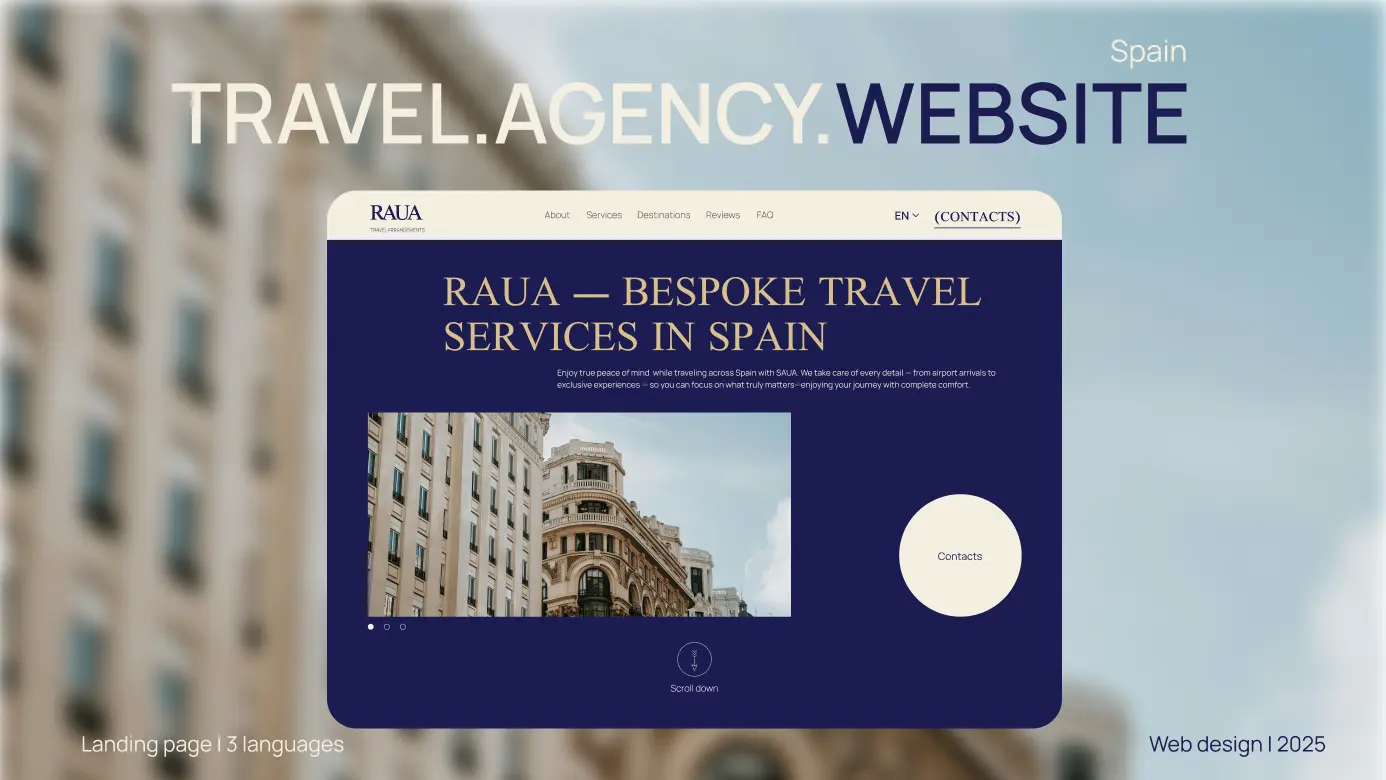 Spain
TRAVEL.AGENCY.WEBSITE
RAUA
TRAVEL ARRANGEMENTS
About Services Destinations Reviews FAQ
EN
(CONTACTS)
RAUA — BESPOKE TRAVEL
SERVICES IN SPAIN
Enjoy true peace of mind while traveling across Spain with SAUA. We take care of every detail — from airport arrivals to
exclusive experiences — so you can focus on what truly matters—enjoying your journey with complete comfort.
Contacts
Scroll down
Landing page | 3 languages
Web design | 2025